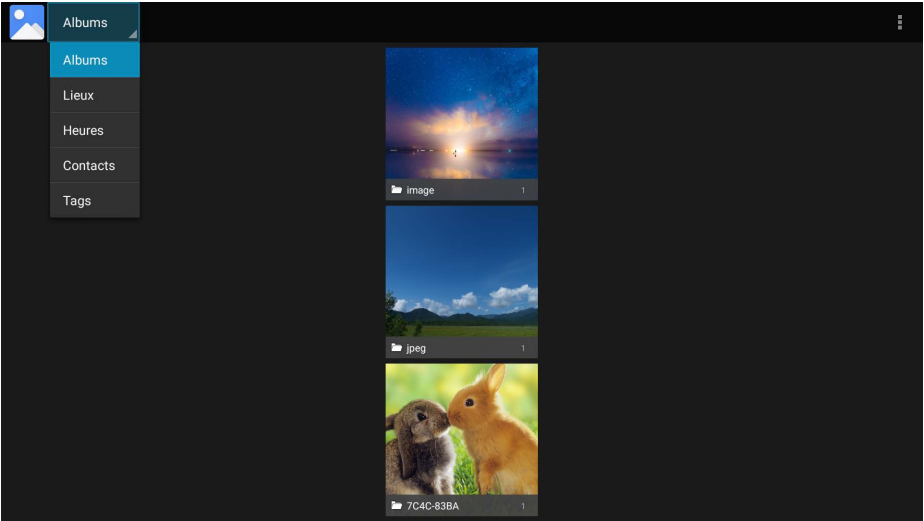 Albums
Albums
Lieux
Heures
Contacts
Tags
image 1
jpeg 1
7C4C-83BA 1